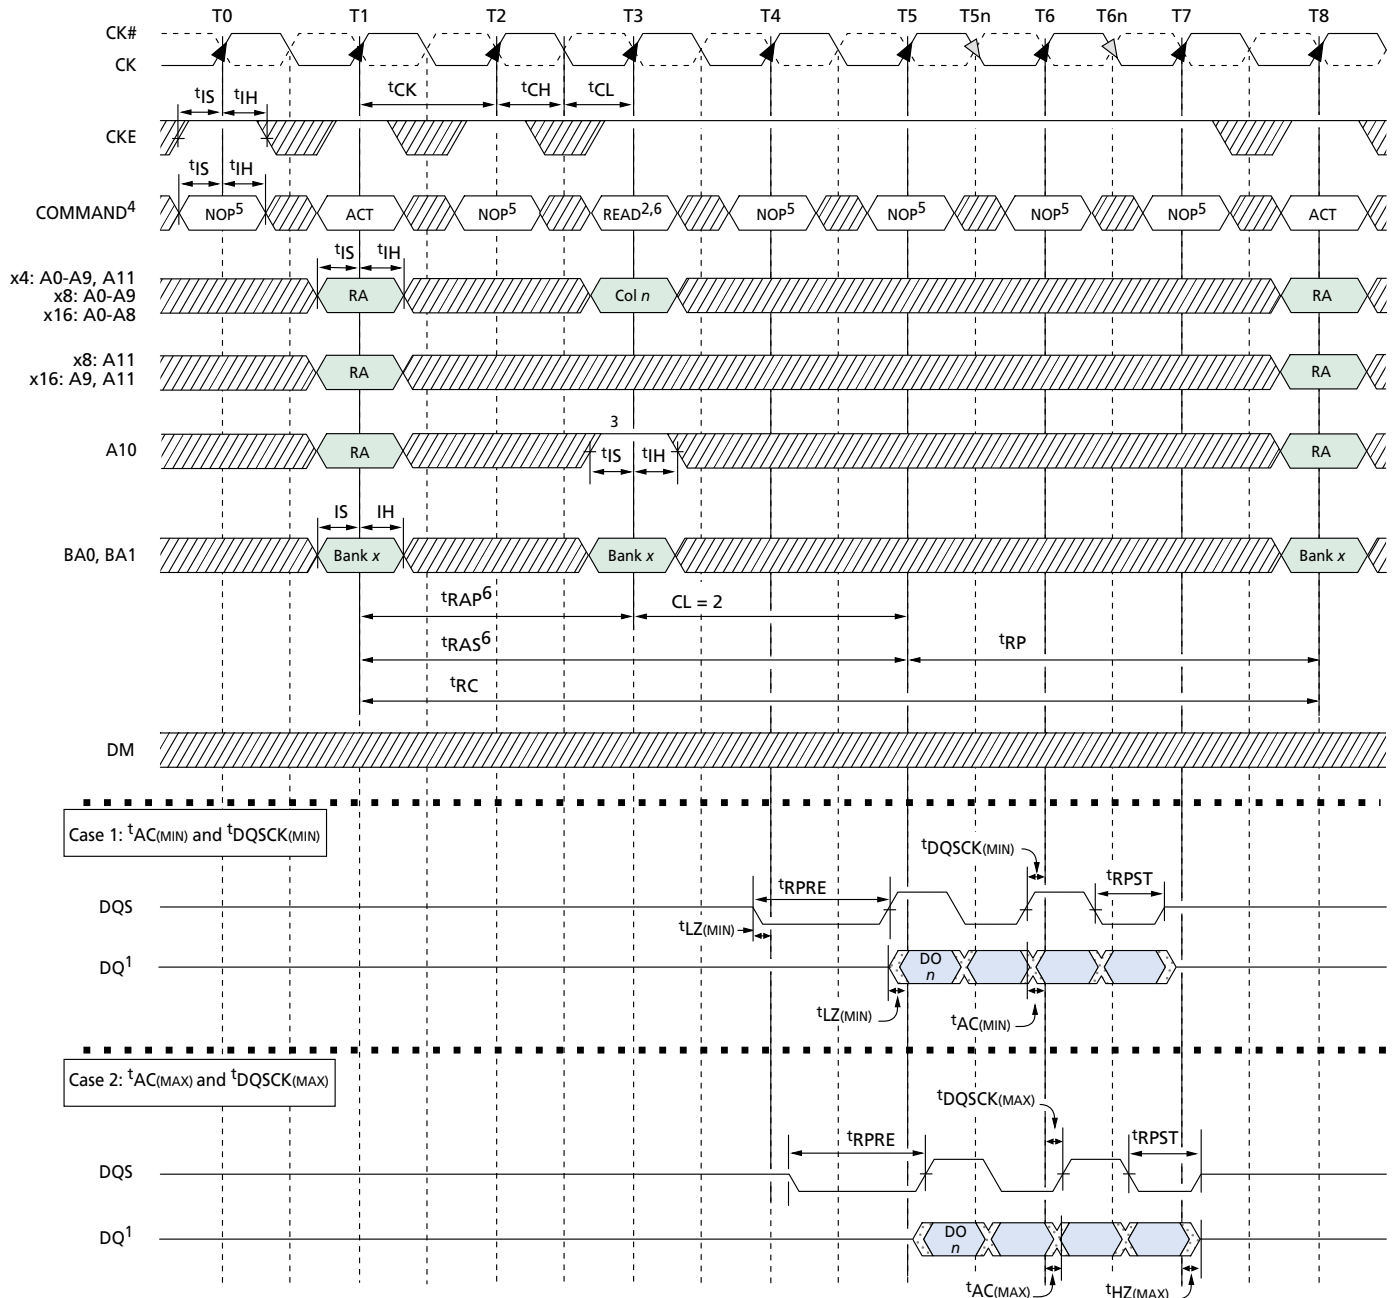 T0 T1 T2 T3 T4 T5 T5n T6 T6n T7 T8
CK#
CK
tCK tCH tCL
tIS tIH
CKE
tIS tIH
COMMAND4 NOP5 ACT NOP5 READ2,6 NOP5 NOP5 NOP5 NOP5 ACT
tIS tIH
x4: A0-A9, A11
x8: A0-A9
x16: A0-A8
RA Col n RA
x8: A11
x16: A9, A11
RA RA
3
A10 RA RA
tIS tIH
IS IH
BA0, BA1 Bank x Bank x Bank x
tRAP6 CL = 2
tRAS6 tRP
tRC
DM
Case 1: tAC(MIN) and tDQSCK(MIN)
tDQSCK(MIN)
tRPRE tRPST
DQS
tLZ(MIN)
DQ1 DO
n
tLZ(MIN) tAC(MIN)
Case 2: tAC(MAX) and tDQSCK(MAX)
tDQSCK(MAX)
tRPRE tRPST
DQS
DQ1 DO
n
tAC(MAX) tHZ(MAX)